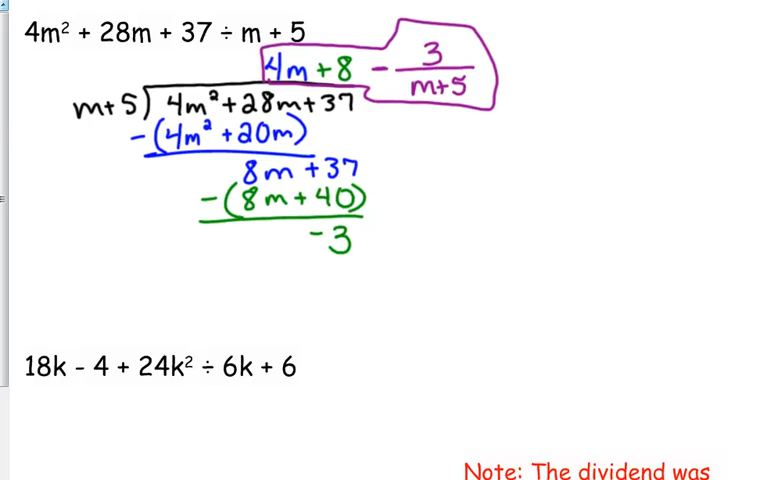 4m² + 28m + 37 ÷ m + 5
4m + 8 - 3/(m+5)
m+5) 4m² + 28m + 37
-(4m² + 20m)
8m + 37
-(8m + 40)
-3
18k - 4 + 24k² ÷ 6k + 6
Note: The dividend was